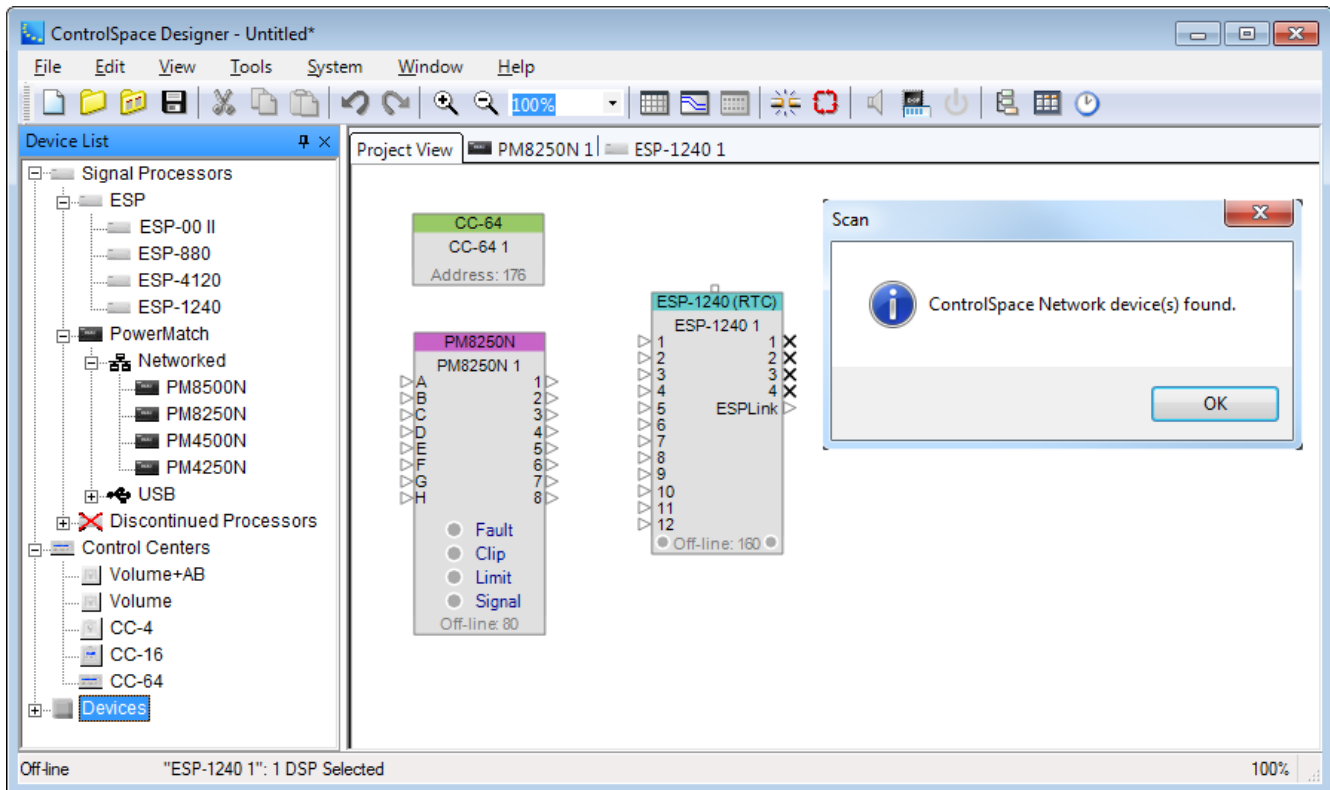 ControlSpace Designer - Untitled*
File Edit View Tools System Window Help
100%
Device List
Project View PM8250N 1 ESP-1240 1
Signal Processors
ESP
ESP-00 II
ESP-880
ESP-4120
ESP-1240
PowerMatch
Networked
PM8500N
PM8250N
PM4500N
PM4250N
USB
Discontinued Processors
Control Centers
Volume+AB
Volume
CC-4
CC-16
CC-64
Devices
CC-64
CC-64 1
Address: 176
PM8250N
PM8250N 1
A 1
B 2
C 3
D 4
E 5
F 6
G 7
H 8
Fault
Clip
Limit
Signal
Off-line: 80
ESP-1240 (RTC)
ESP-1240 1
1 1
2 2
3 3
4 4
5 ESPLink
6
7
8
9
10
11
12
Off-line: 160
Scan
ControlSpace Network device(s) found.
OK
Off-line "ESP-1240 1": 1 DSP Selected 100%